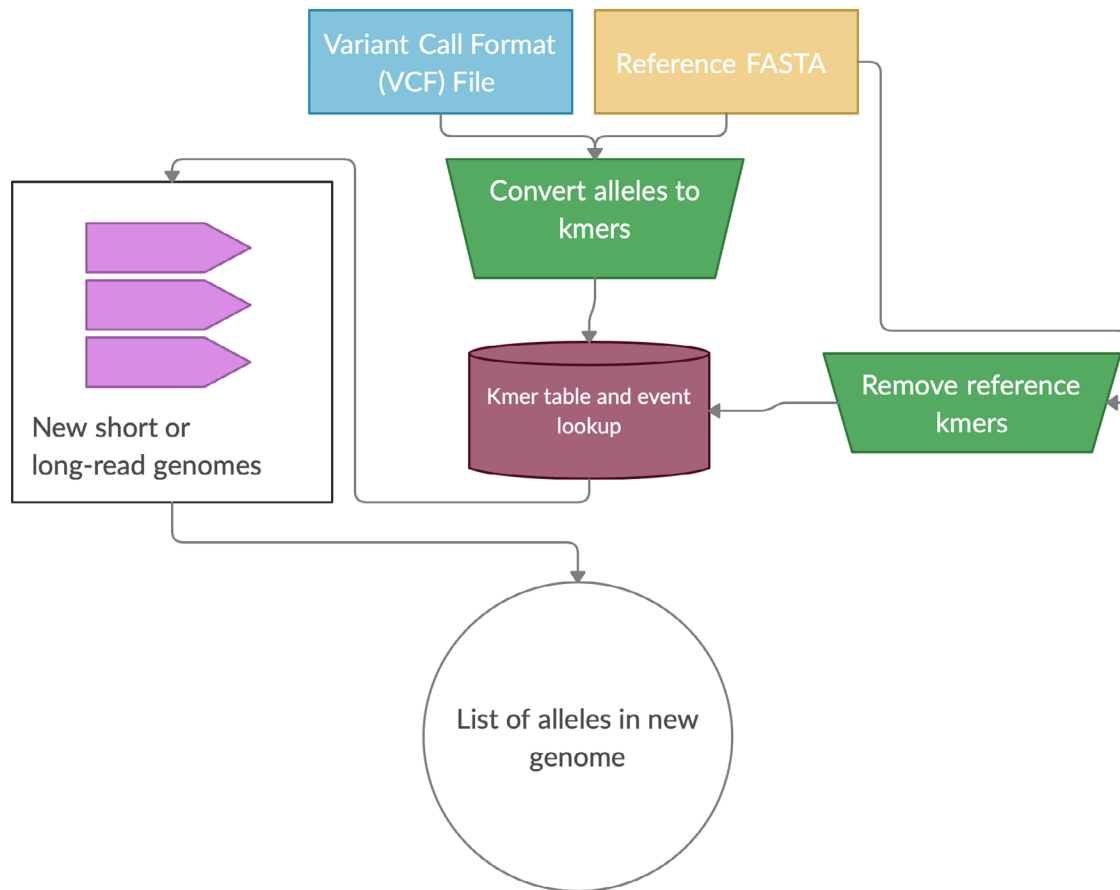 Variant Call Format
(VCF) File
Reference FASTA
Convert alleles to
kmers
Kmer table and event
lookup
Remove reference
kmers
New short or
long-read genomes
List of alleles in new
genome